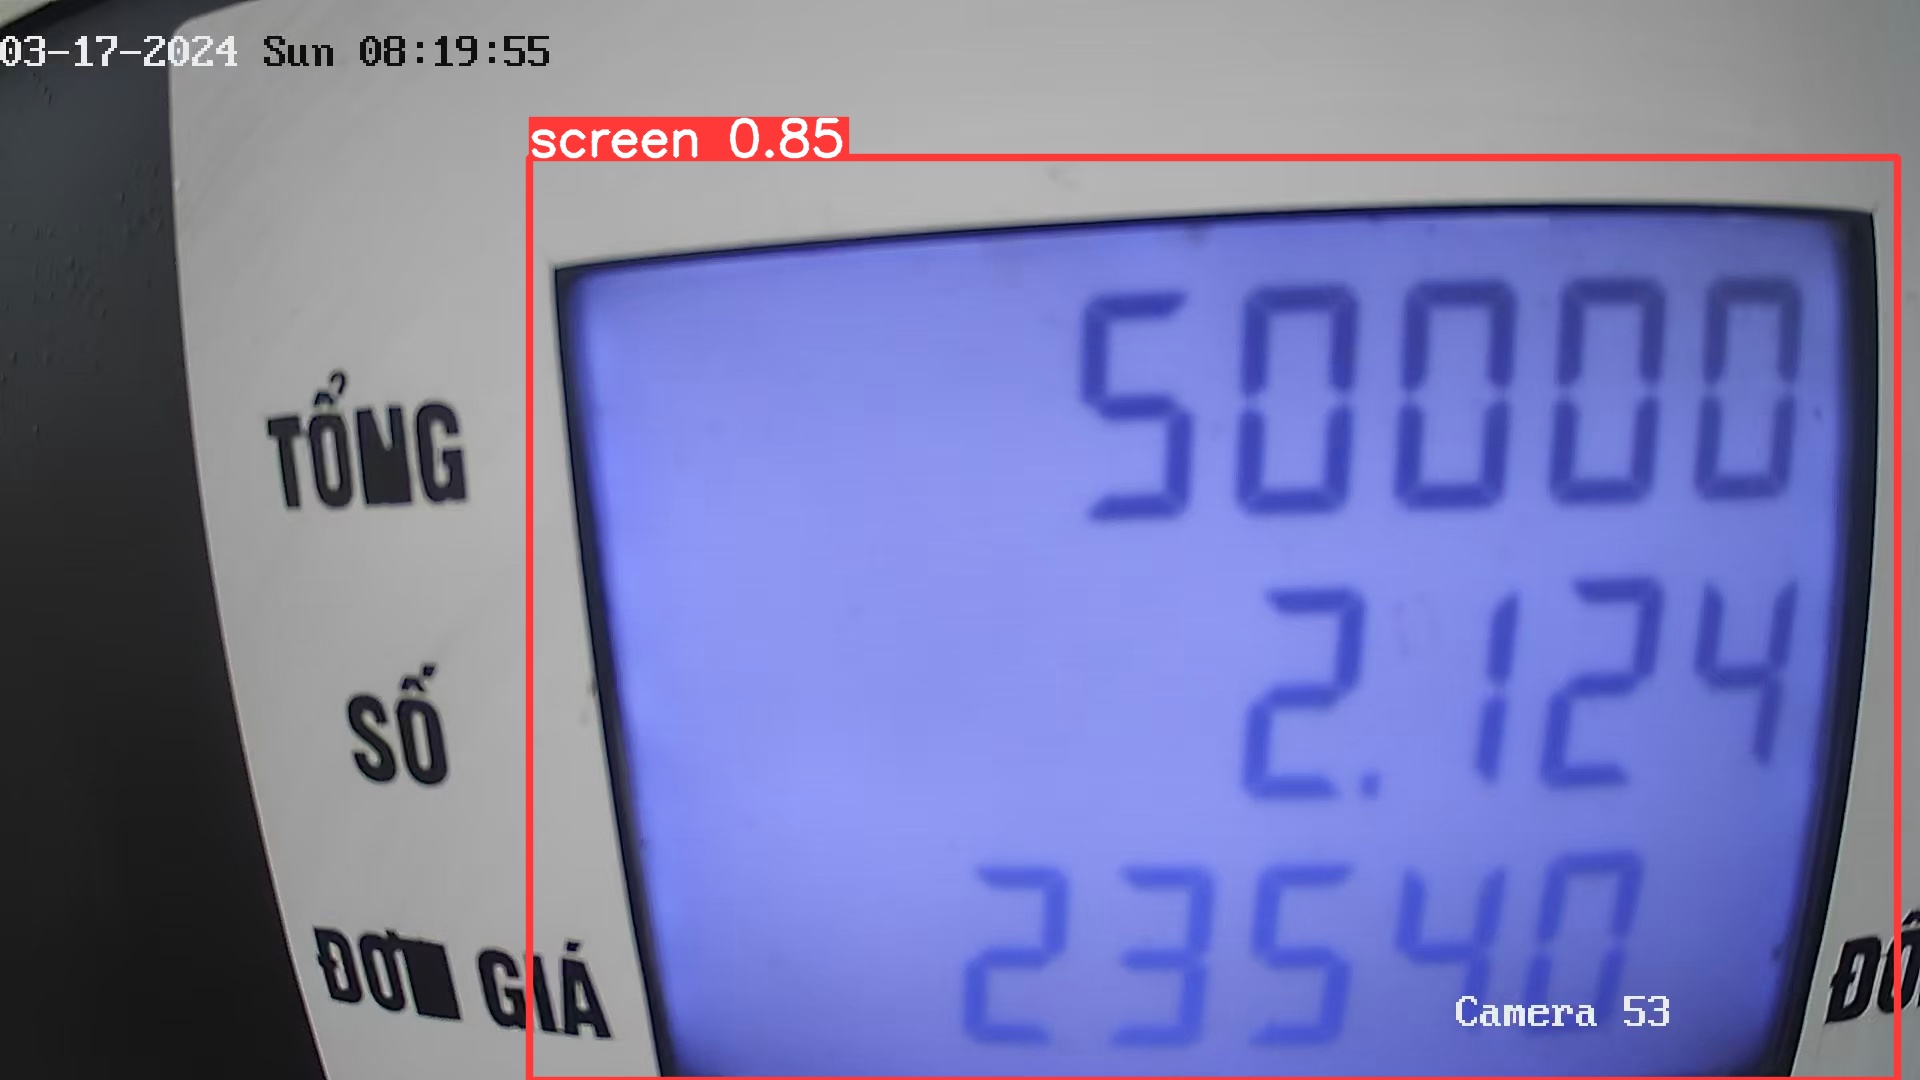 03-17-2024 Sun 08:19:55
screen 0.85
TỔNG 50000
SỐ 2.124
ĐƠN GIÁ 23540
Camera 53